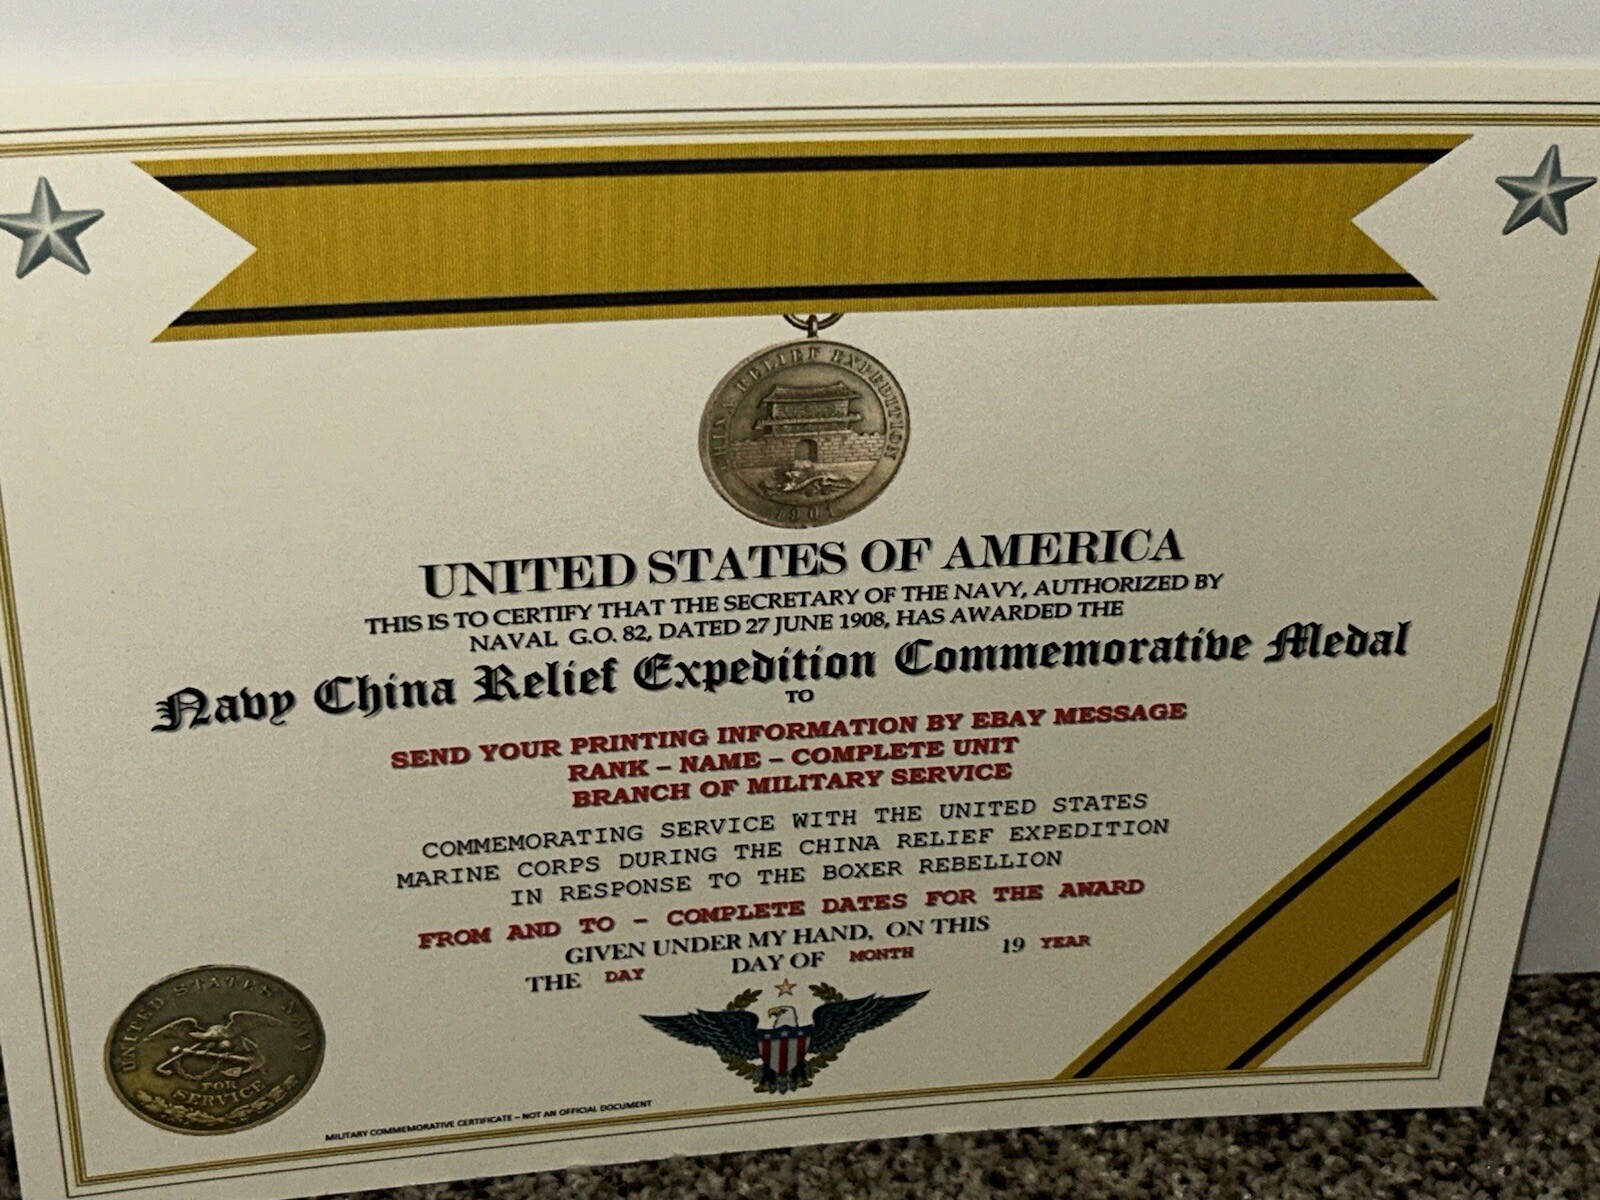 CHINA RELIEF EXPEDITION
1901
UNITED STATES OF AMERICA
THIS IS TO CERTIFY THAT THE SECRETARY OF THE NAVY, AUTHORIZED BY
NAVAL G.O. 82, DATED 27 JUNE 1908, HAS AWARDED THE
Navy China Relief Expedition Commemorative Medal
TO
SEND YOUR PRINTING INFORMATION BY EBAY MESSAGE
RANK – NAME – COMPLETE UNIT
BRANCH OF MILITARY SERVICE
COMMEMORATING SERVICE WITH THE UNITED STATES
MARINE CORPS DURING THE CHINA RELIEF EXPEDITION
IN RESPONSE TO THE BOXER REBELLION
FROM AND TO – COMPLETE DATES FOR THE AWARD
GIVEN UNDER MY HAND, ON THIS
THE DAY DAY OF MONTH 19 YEAR
UNITED STATES NAVY
FOR
SERVICE
MILITARY COMMEMORATIVE CERTIFICATE – NOT AN OFFICIAL DOCUMENT